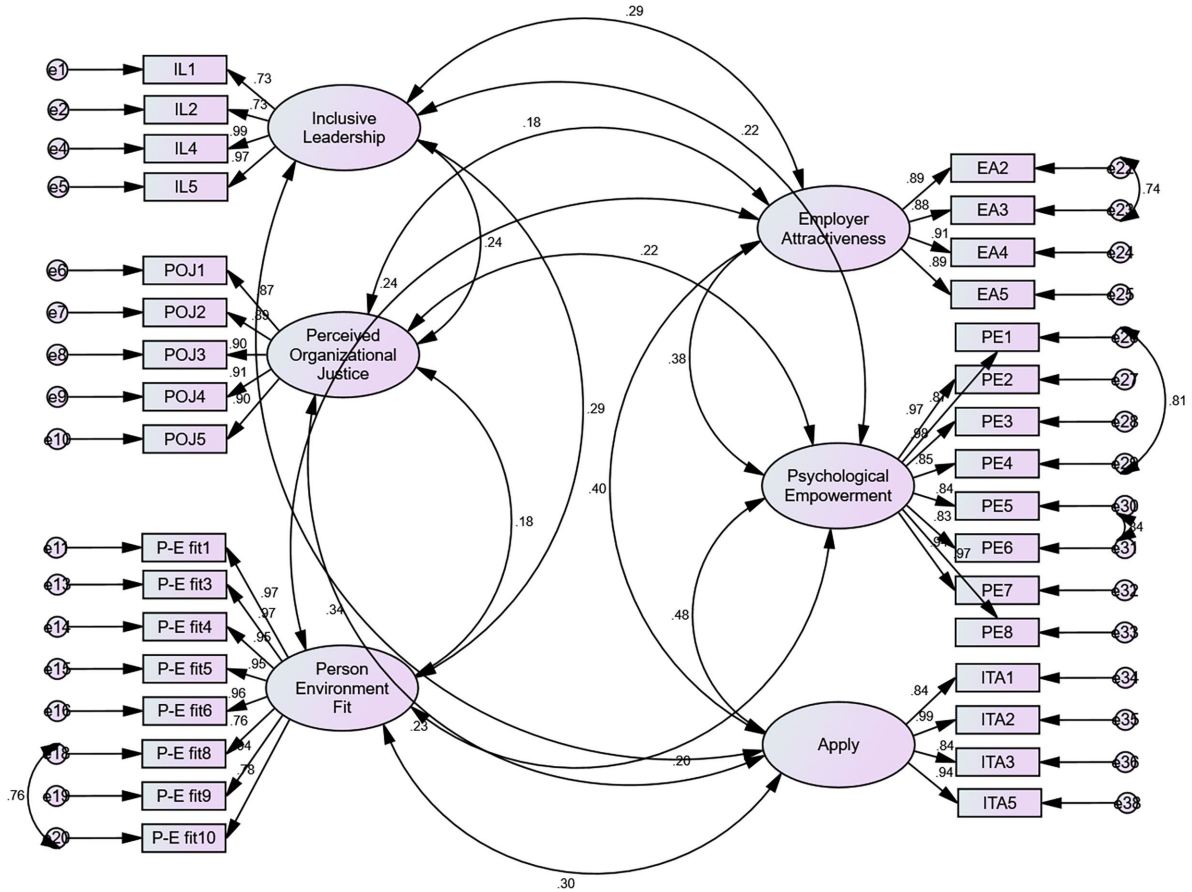 .29
e1
IL1
.73
e2
IL2
.73
e4
IL4
.99
e5
IL5
.97
Inclusive
Leadership
.18
.22
e6
POJ1
.87
e7
POJ2
.89
e8
POJ3
.90
e9
POJ4
.91
e10
POJ5
.90
Perceived
Organizational
Justice
.24
.24
.22
Employer
Attractiveness
.89
EA2
e22
.88
EA3
e23
.74
.91
EA4
e24
.89
EA5
e25
.38
.29
.40
.18
PE1
e26
.97
.87
PE2
e27
.98
PE3
e28
.81
.85
PE4
e29
.84
PE5
e30
.83
PE6
e31
.97
PE7
e32
PE8
e33
Psychological
Empowerment
e11
P-E fit1
.97
e13
P-E fit3
.97
e14
P-E fit4
.95
e15
P-E fit5
.95
e16
P-E fit6
.96
e18
P-E fit8
.76
e19
P-E fit9
.94
e20
P-E fit10
.78
.76
Person
Environment
Fit
.34
.48
.23
.20
.30
Apply
.84
ITA1
e34
.99
ITA2
e35
.84
ITA3
e36
.94
ITA5
e38